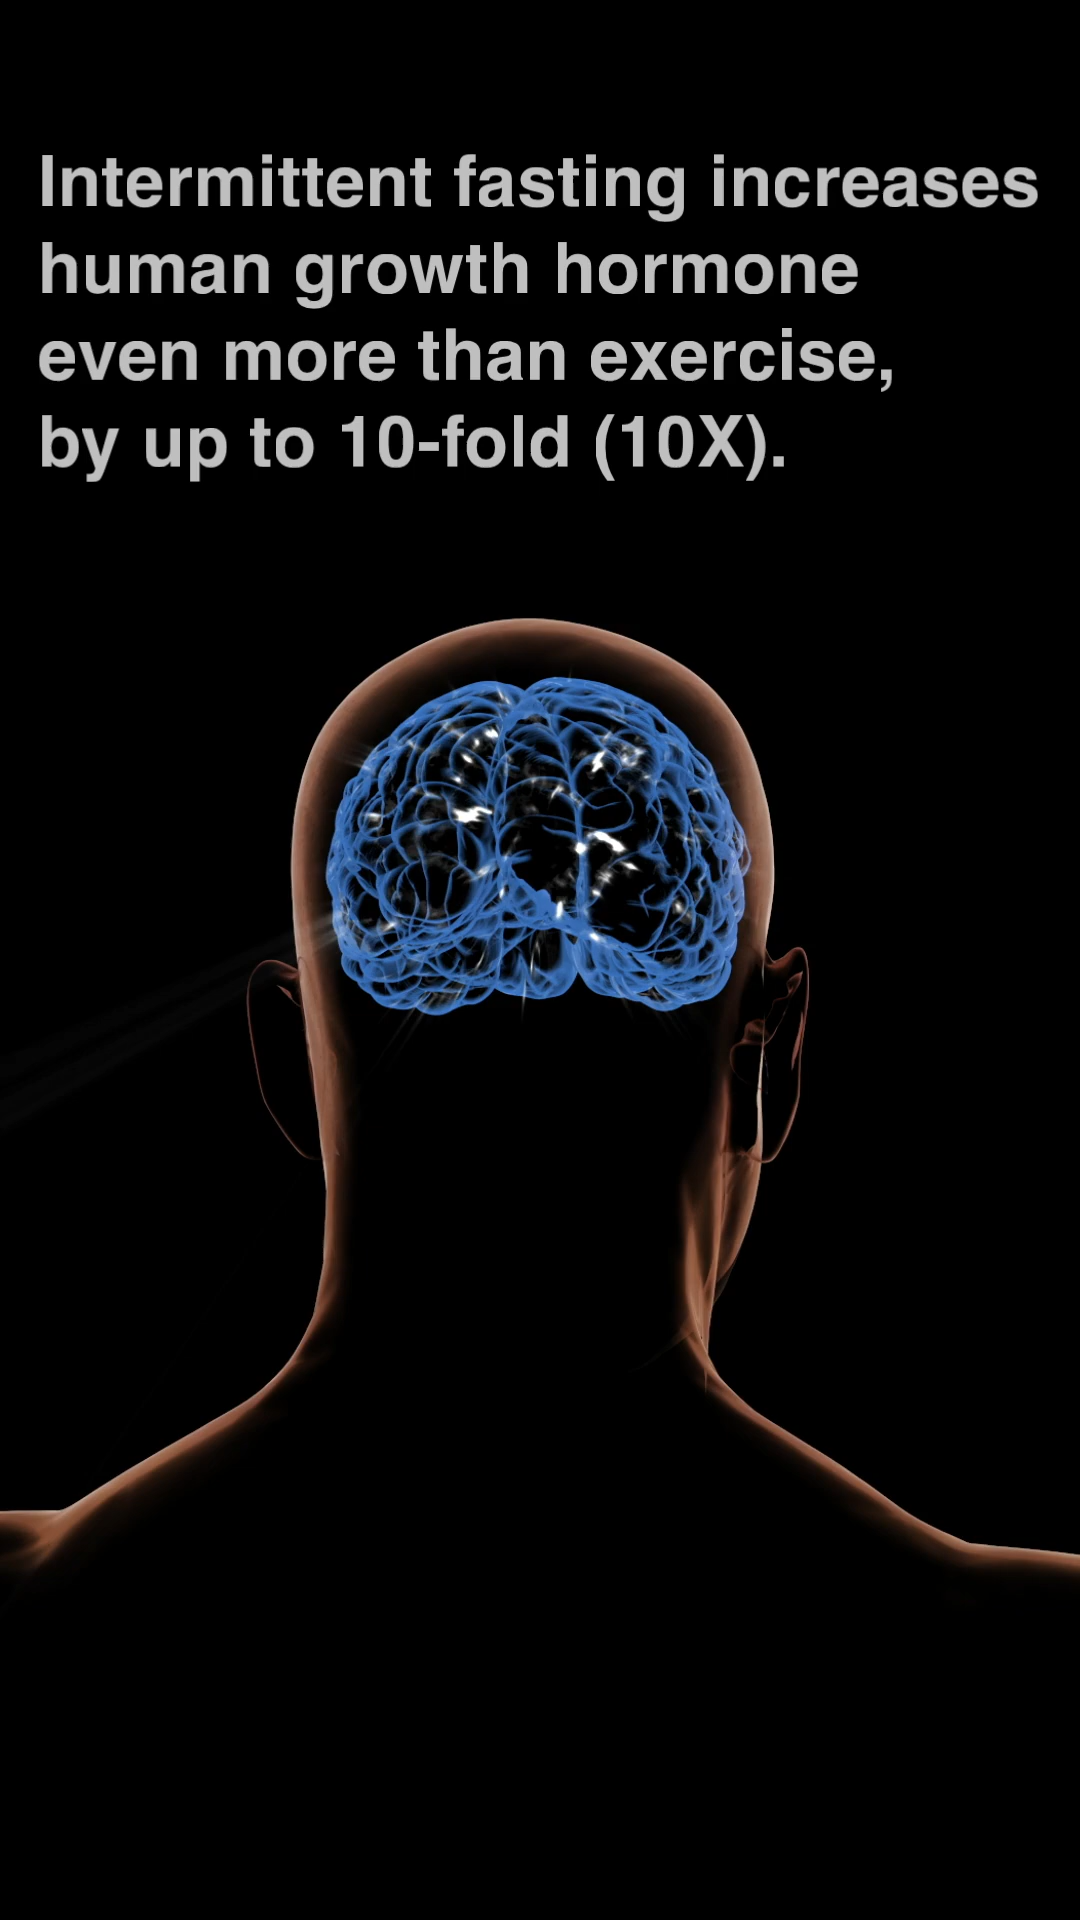 Intermittent fasting increases
human growth hormone
even more than exercise,
by up to 10-fold (10X).